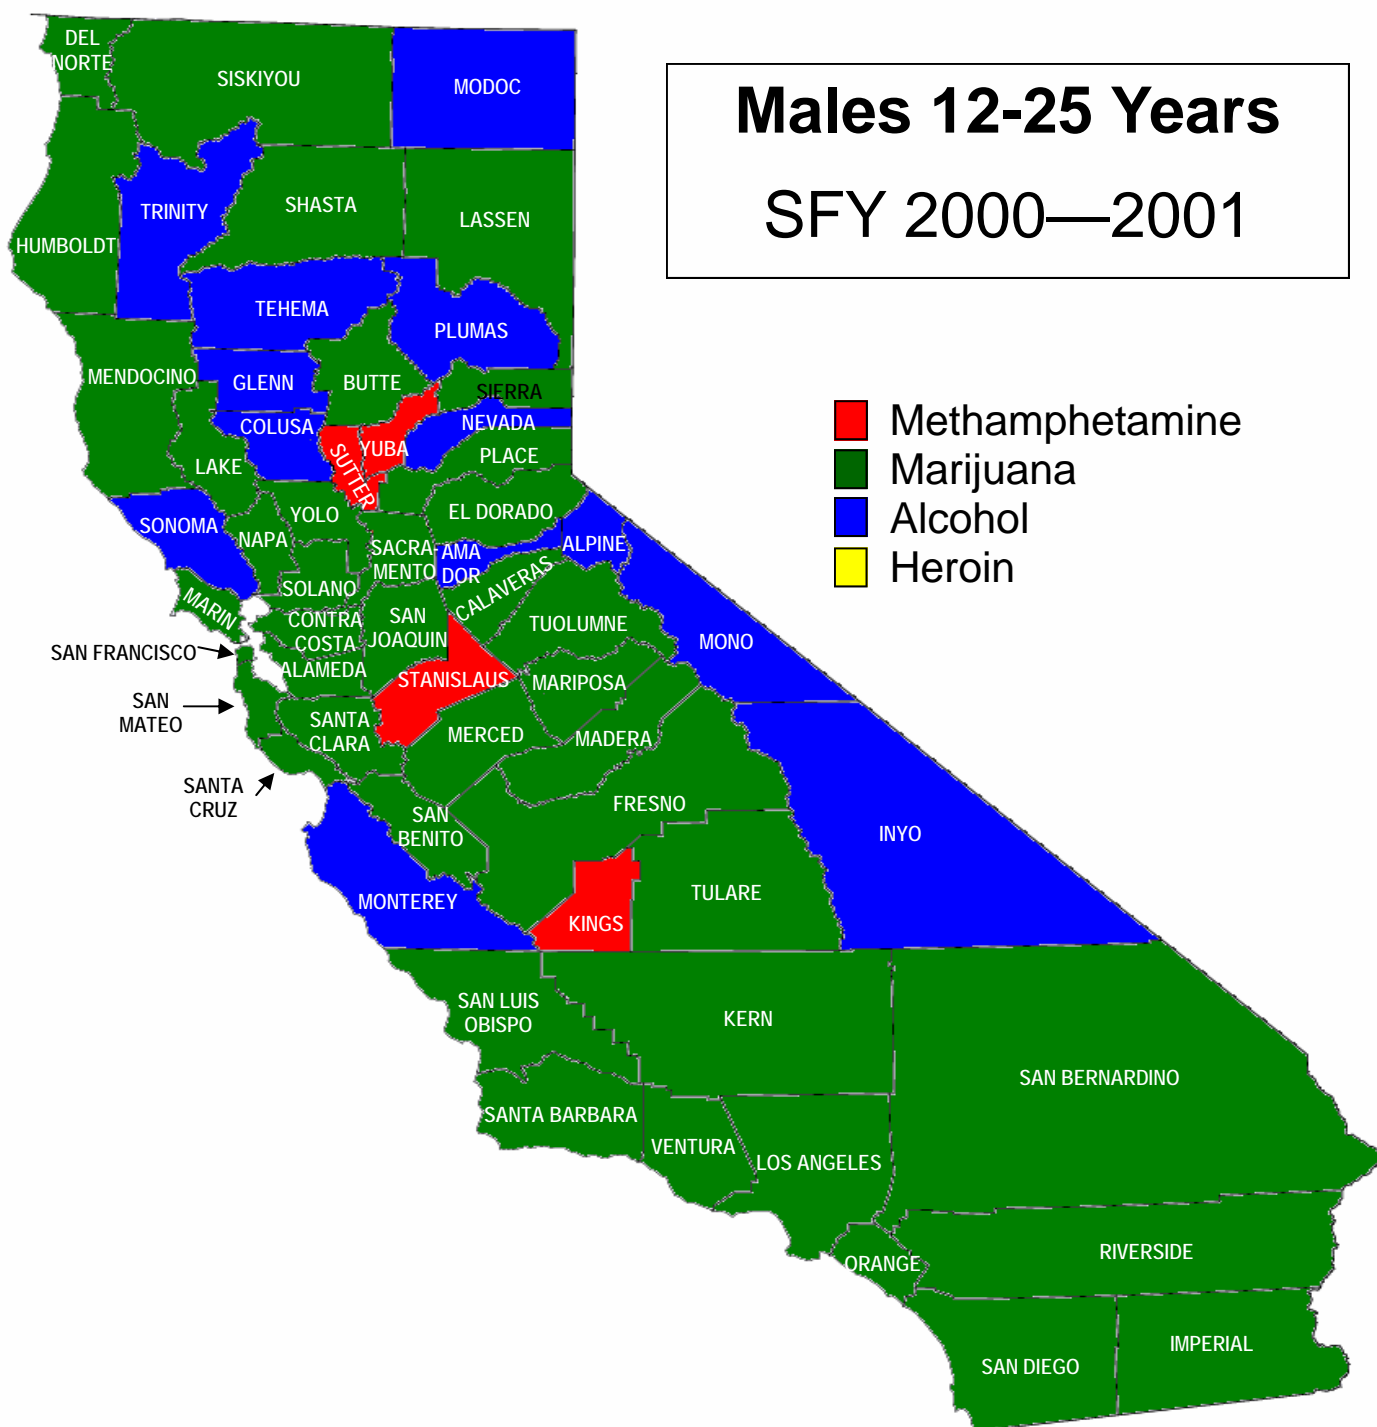 Males 12-25 Years
SFY 2000—2001
Methamphetamine
Marijuana
Alcohol
Heroin
DEL
NORTE
SISKIYOU
MODOC
TRINITY
SHASTA
LASSEN
HUMBOLDT
TEHEMA
PLUMAS
MENDOCINO
GLENN
BUTTE
SIERRA
COLUSA
NEVADA
LAKE
SUTTER
YUBA
PLACE
SONOMA
NAPA
YOLO
EL DORADO
SACRA-
MENTO
AMA
DOR
ALPINE
SOLANO
CALAVERAS
MARIN
CONTRA
COSTA
SAN
JOAQUIN
TUOLUMNE
MONO
SAN FRANCISCO
ALAMEDA
STANISLAUS
MARIPOSA
SAN
MATEO
SANTA
CLARA
MERCED
MADERA
SANTA
CRUZ
SAN
BENITO
FRESNO
INYO
MONTEREY
KINGS
TULARE
SAN LUIS
OBISPO
KERN
SAN BERNARDINO
SANTA BARBARA
VENTURA
LOS ANGELES
ORANGE
RIVERSIDE
SAN DIEGO
IMPERIAL